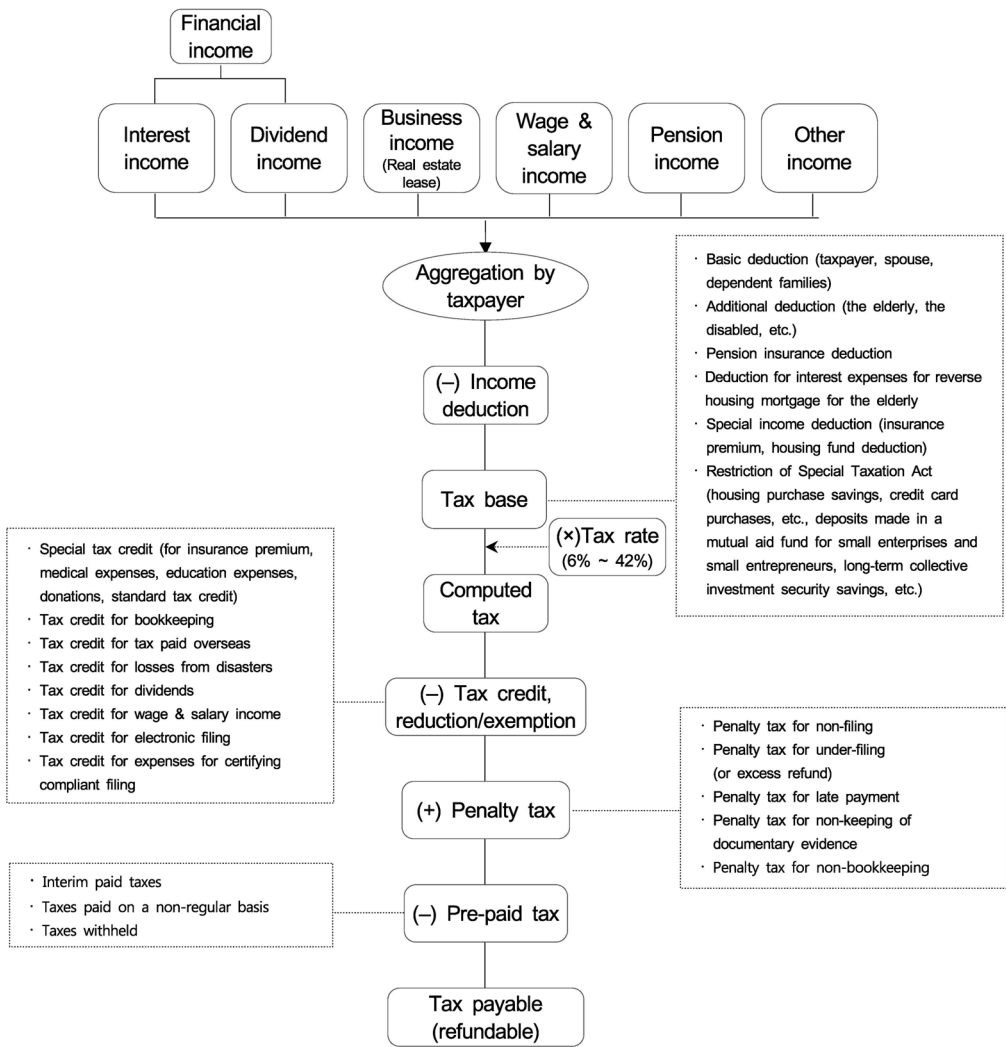 Financial
income
Interest
income
Dividend
income
Business
income
(Real estate
lease)
Wage &
salary
income
Pension
income
Other
income
Aggregation by
taxpayer
(–) Income
deduction
· Basic deduction (taxpayer, spouse,
dependent families)
· Additional deduction (the elderly, the
disabled, etc.)
· Pension insurance deduction
· Deduction for interest expenses for reverse
housing mortgage for the elderly
· Special income deduction (insurance
premium, housing fund deduction)
· Restriction of Special Taxation Act
(housing purchase savings, credit card
purchases, etc., deposits made in a
mutual aid fund for small enterprises and
small entrepreneurs, long-term collective
investment security savings, etc.)
Tax base
(×)Tax rate
(6% ~ 42%)
Computed
tax
· Special tax credit (for insurance premium,
medical expenses, education expenses,
donations, standard tax credit)
· Tax credit for bookkeeping
· Tax credit for tax paid overseas
· Tax credit for losses from disasters
· Tax credit for dividends
· Tax credit for wage & salary income
· Tax credit for electronic filing
· Tax credit for expenses for certifying
compliant filing
(–) Tax credit,
reduction/exemption
· Penalty tax for non-filing
· Penalty tax for under-filing
(or excess refund)
· Penalty tax for late payment
· Penalty tax for non-keeping of
documentary evidence
· Penalty tax for non-bookkeeping
(+) Penalty tax
· Interim paid taxes
· Taxes paid on a non-regular basis
· Taxes withheld
(–) Pre-paid tax
Tax payable
(refundable)